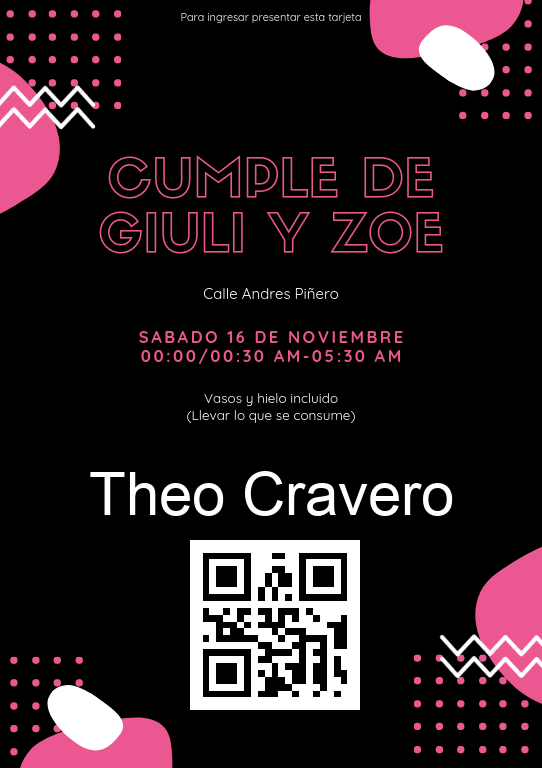 Para ingresar presentar esta tarjeta
CUMPLE DE
GIULI Y ZOE
Calle Andres Piñero
SABADO 16 DE NOVIEMBRE
00:00/00:30 AM-05:30 AM
Vasos y hielo incluido
(Llevar lo que se consume)
Theo Cravero